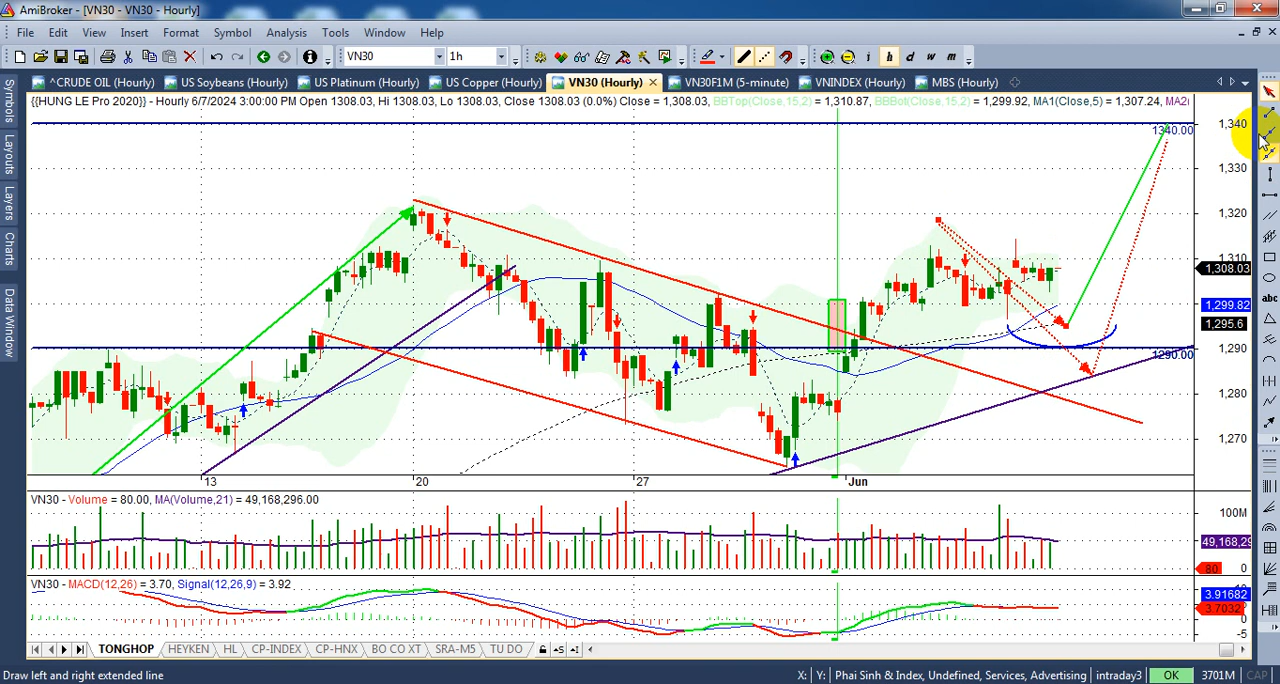 AmiBroker - [VN30 - VN30 - Hourly]
File Edit View Insert Format Symbol Analysis Tools Window Help
VN30 1h i h d w m
^CRUDE OIL (Hourly) US Soybeans (Hourly) US Platinum (Hourly) US Copper (Hourly) VN30 (Hourly) VN30F1M (5-minute) VNINDEX (Hourly) MBS (Hourly)
{{HUNG LE Pro 2020}} - Hourly 6/7/2024 3:00:00 PM Open 1308.03, Hi 1308.03, Lo 1308.03, Close 1308.03 (0.0%) Close = 1,308.03, BBTop(Close,15,2) = 1,310.87, BBBot(Close,15,2) = 1,299.92, MA1(Close,5) = 1,307.24, MA2(
Symbols
Layouts
Layers
Charts
Data Window
1,340
1340.00
1,330
1,320
1,310
1,308.03
1,299.82
1,295.6
1,290
1290.00
1,280
1,270
abc
13 20 27 Jun
VN30 - Volume = 80.00, MA(Volume,21) = 49,168,296.00
100M
49,168,29
80 0
VN30 - MACD(12,26) = 3.70, Signal(12,26,9) = 3.92
3.91682
3.7032
0
-5
TONGHOP HEYKEN HL CP-INDEX CP-HNX BO CO XT SRA-M5 TU DO
Draw left and right extended line X: Y: Phai Sinh & Index, Undefined, Services, Advertising intraday3 OK 3701M CAP